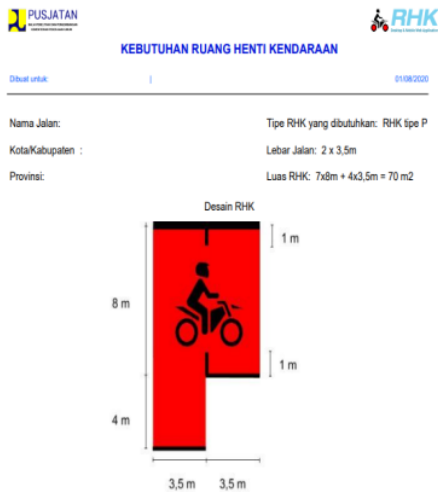 PUSJATAN
RHK
KEBUTUHAN RUANG HENTI KENDARAAN
Dibuat untuk: | 01/08/2020
Nama Jalan: Tipe RHK yang dibutuhkan: RHK tipe P
Kota/Kabupaten : Lebar Jalan: 2 x 3,5m
Provinsi: Luas RHK: 7x8m + 4x3,5m = 70 m2
Desain RHK
1 m
8 m
1 m
4 m
3,5 m 3,5 m